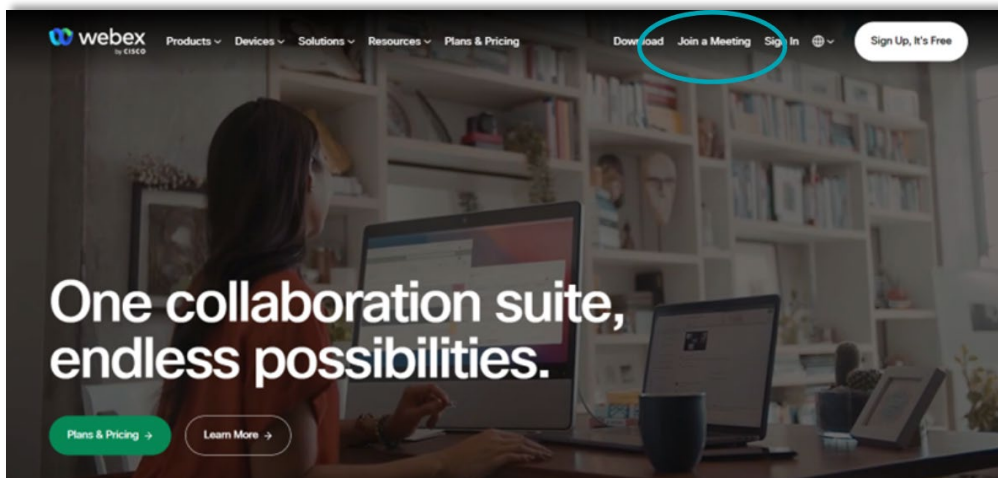 webex
by CISCO
Products Devices Solutions Resources Plans & Pricing Download Join a Meeting Sign In Sign Up, It's Free
One collaboration suite,
endless possibilities.
Plans & Pricing → Learn More →